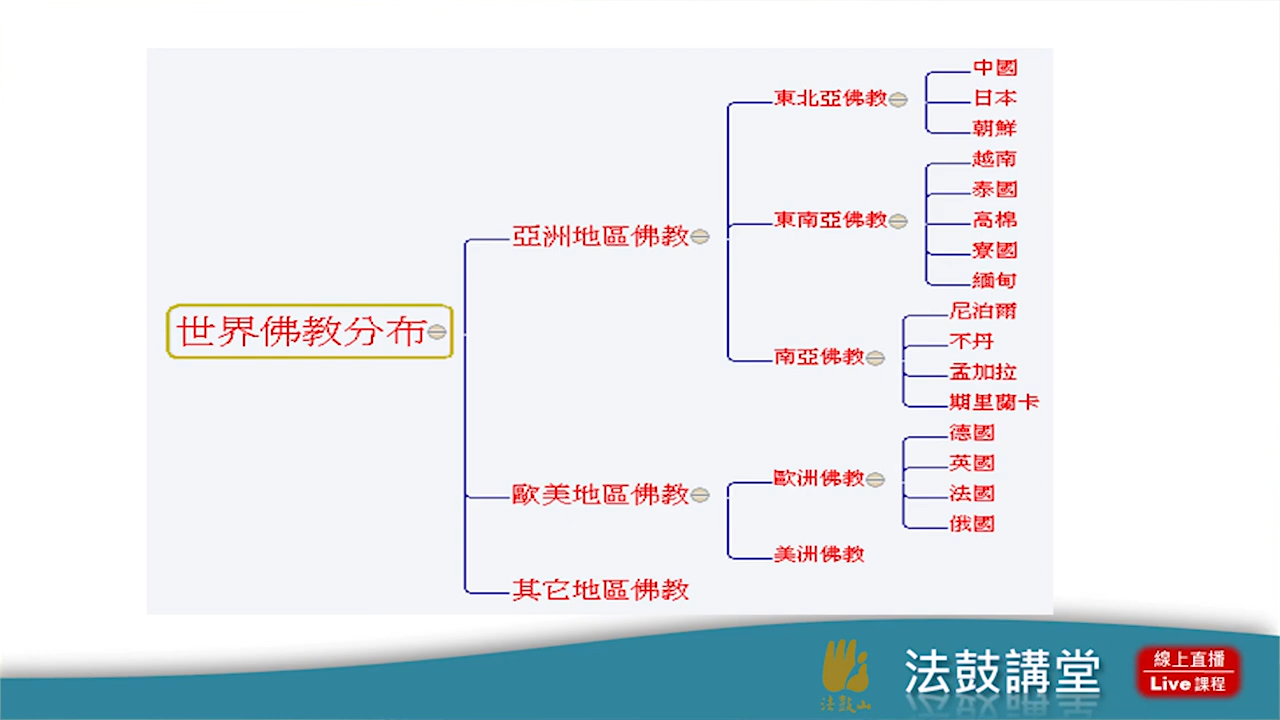 世界佛教分布
亞洲地區佛教
東北亞佛教
中國
日本
朝鮮
東南亞佛教
越南
泰國
高棉
寮國
緬甸
南亞佛教
尼泊爾
不丹
孟加拉
斯里蘭卡
歐美地區佛教
歐洲佛教
德國
英國
法國
俄國
美洲佛教
其它地區佛教
法鼓山
法鼓講堂
線上直播
Live 課程